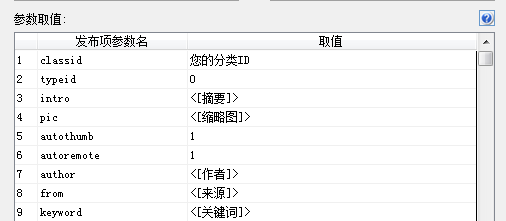 参数取值:
发布项参数名 取值
1 classid 您的分类ID
2 typeid 0
3 intro <[摘要]>
4 pic <[缩略图]>
5 autothumb 1
6 autoremote 1
7 author <[作者]>
8 from <[来源]>
9 keyword <[关键词]>